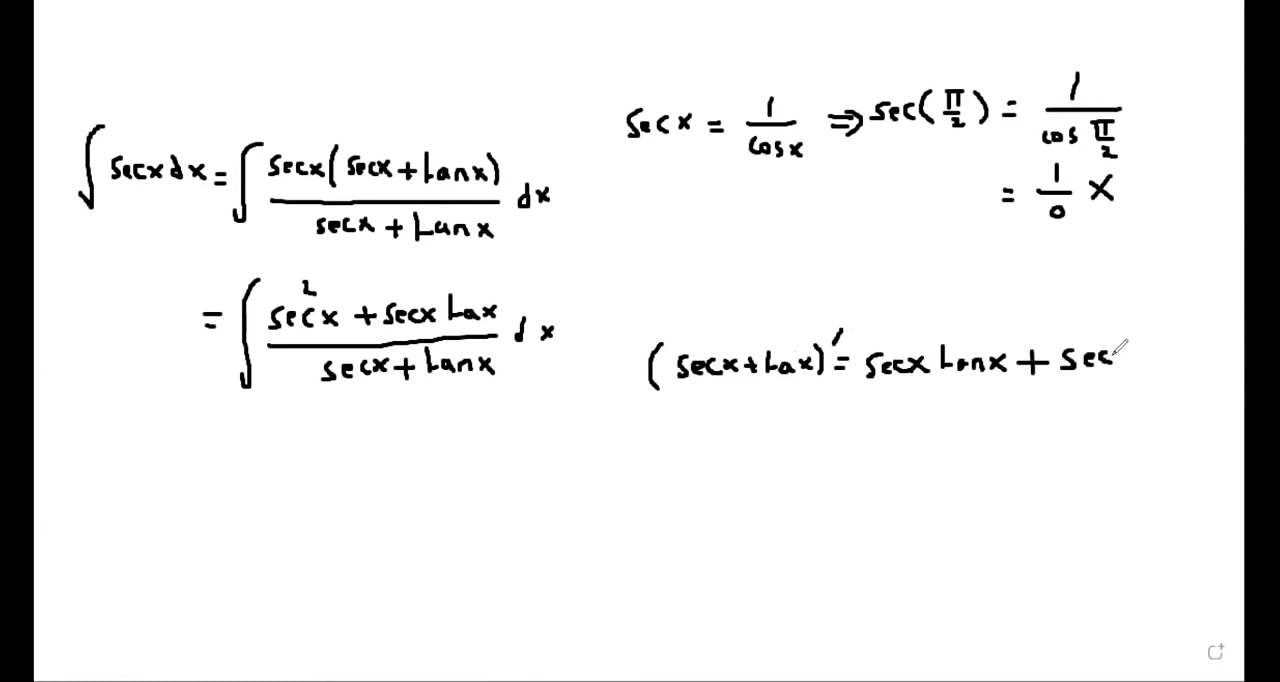 ∫ secx dx = ∫ secx(secx + tanx) / secx + tanx dx
= ∫ sec²x + secx tax / secx + tanx dx
secx = 1/cosx ⇒ sec(π/2) = 1/cos π/2
= 1/0 X
(secx + tax)' = secx tanx + sec